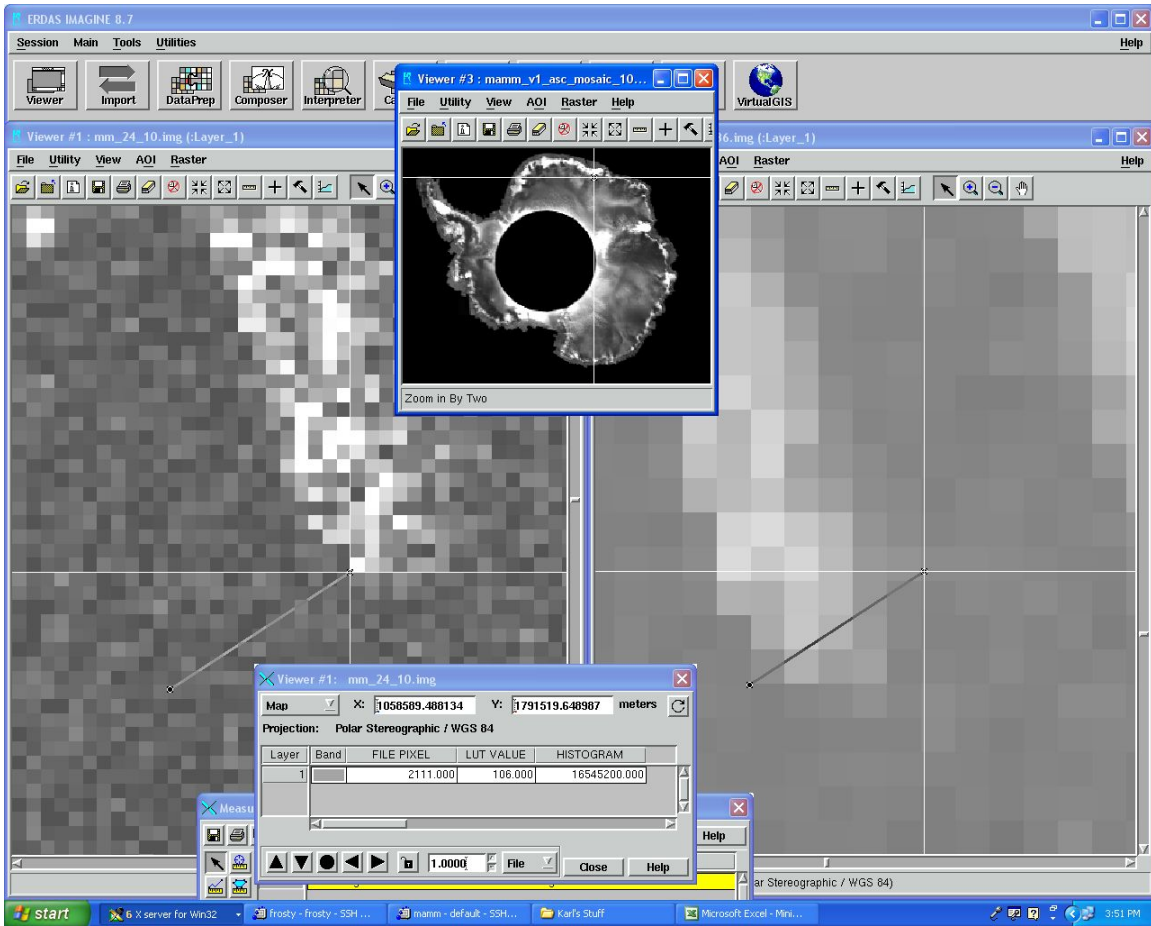 ERDAS IMAGINE 8.7
Session Main Tools Utilities Help
Viewer Import DataPrep Composer Interpreter VirtualGIS
Viewer #3 : mamm_v1_asc_mosaic_10...
File Utility View AOI Raster Help
Zoom in By Two
Viewer #1 : mm_24_10.img (:Layer_1)
File Utility View AOI Raster
36.img (:Layer_1)
AOI Raster Help
Viewer #1: mm_24_10.img
Map X: 1058589.488134 Y: 1791519.648987 meters
Projection: Polar Stereographic / WGS 84
Layer Band FILE PIXEL LUT VALUE HISTOGRAM
1 2111.000 106.000 16545200.000
1.0000 File Close Help
Measu
Help
ar Stereographic / WGS 84)
start 6 X server for Win32 frosty - frosty - SSH ... mamm - default - SSH... Karl's Stuff Microsoft Excel - Mini... 3:51 PM